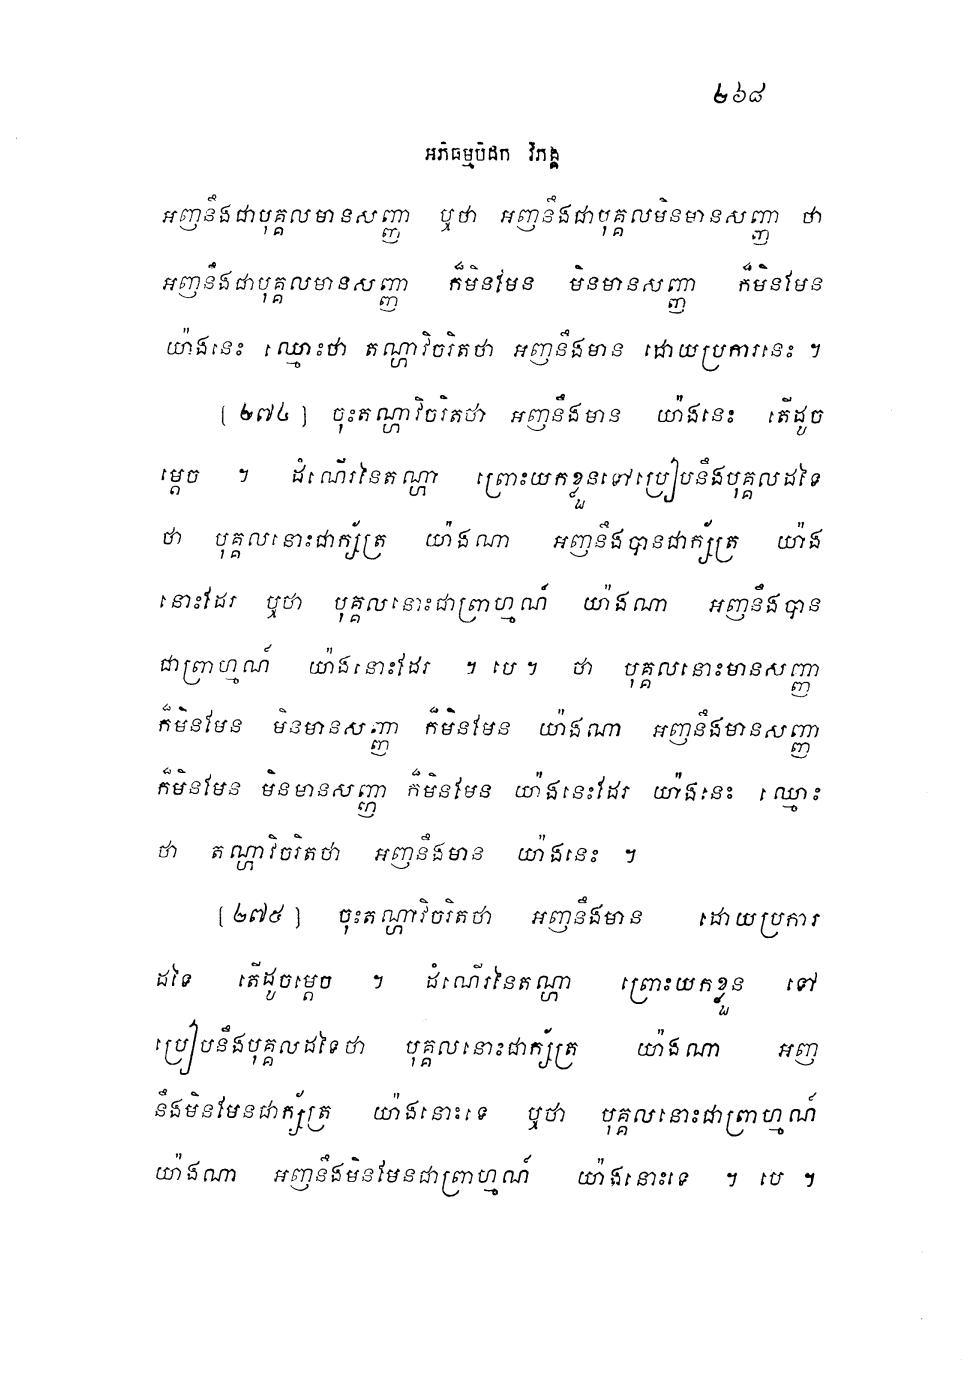 ២៦៨
អភិធម្មបិដក វិភង្គ
អញនឹងជាបុគ្គលមានសញ្ញា ឬថា អញនឹងជាបុគ្គលមិនមានសញ្ញា ថា
អញនឹងជាបុគ្គលមានសញ្ញា ក៏មិនមែន មិនមានសញ្ញា ក៏មិនមែន
យ៉ាងនេះ ឈ្មោះថា តណ្ហាវិចរិតថា អញនឹងមាន ដោយប្រការនេះ ។
[២៧៤] ចុះតណ្ហាវិចរិតថា អញនឹងមាន យ៉ាងនេះ តើដូច
ម្តេច ។ ដំណើរនៃតណ្ហា ព្រោះយកខ្លួនទៅប្រៀបនឹងបុគ្គលដទៃ
ថា បុគ្គលនោះជាក្ស័ត្រ យ៉ាងណា អញនឹងបានជាក្ស័ត្រ យ៉ាង
នោះដែរ ឬថា បុគ្គលនោះជាព្រាហ្មណ៍ យ៉ាងណា អញនឹងបាន
ជាព្រាហ្មណ៍ យ៉ាងនោះដែរ ។ បេ ។ ថា បុគ្គលនោះមានសញ្ញា
ក៏មិនមែន មិនមានសញ្ញា ក៏មិនមែន យ៉ាងណា អញនឹងមានសញ្ញា
ក៏មិនមែន មិនមានសញ្ញា ក៏មិនមែន យ៉ាងនេះដែរ យ៉ាងនេះ ឈ្មោះ
ថា តណ្ហាវិចរិតថា អញនឹងមាន យ៉ាងនេះ ។
[២៧៥] ចុះតណ្ហាវិចរិតថា អញនឹងមាន ដោយប្រការ
ដទៃ តើដូចម្តេច ។ ដំណើរនៃតណ្ហា ព្រោះយកខ្លួន ទៅ
ប្រៀបនឹងបុគ្គលដទៃថា បុគ្គលនោះជាក្ស័ត្រ យ៉ាងណា អញ
នឹងមិនមែនជាក្ស័ត្រ យ៉ាងនោះទេ ឬថា បុគ្គលនោះជាព្រាហ្មណ៍
យ៉ាងណា អញនឹងមិនមែនជាព្រាហ្មណ៍ យ៉ាងនោះទេ ។ បេ ។